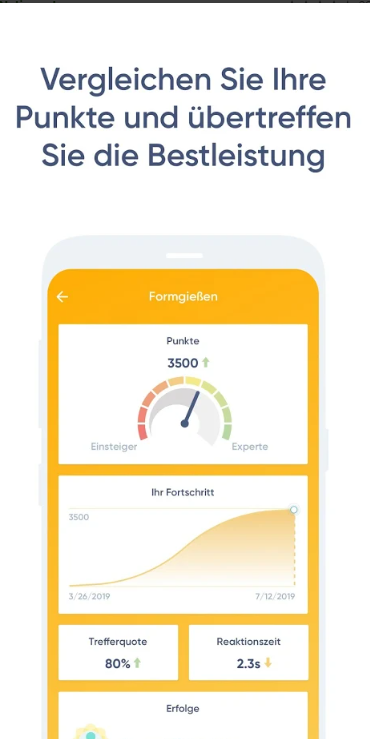 Vergleichen Sie Ihre
Punkte und übertreffen
Sie die Bestleistung
Formgießen
Punkte
3500
Einsteiger Experte
Ihr Fortschritt
3500
3/26/2019 7/12/2019
Trefferquote Reaktionszeit
80% 2.3s
Erfolge